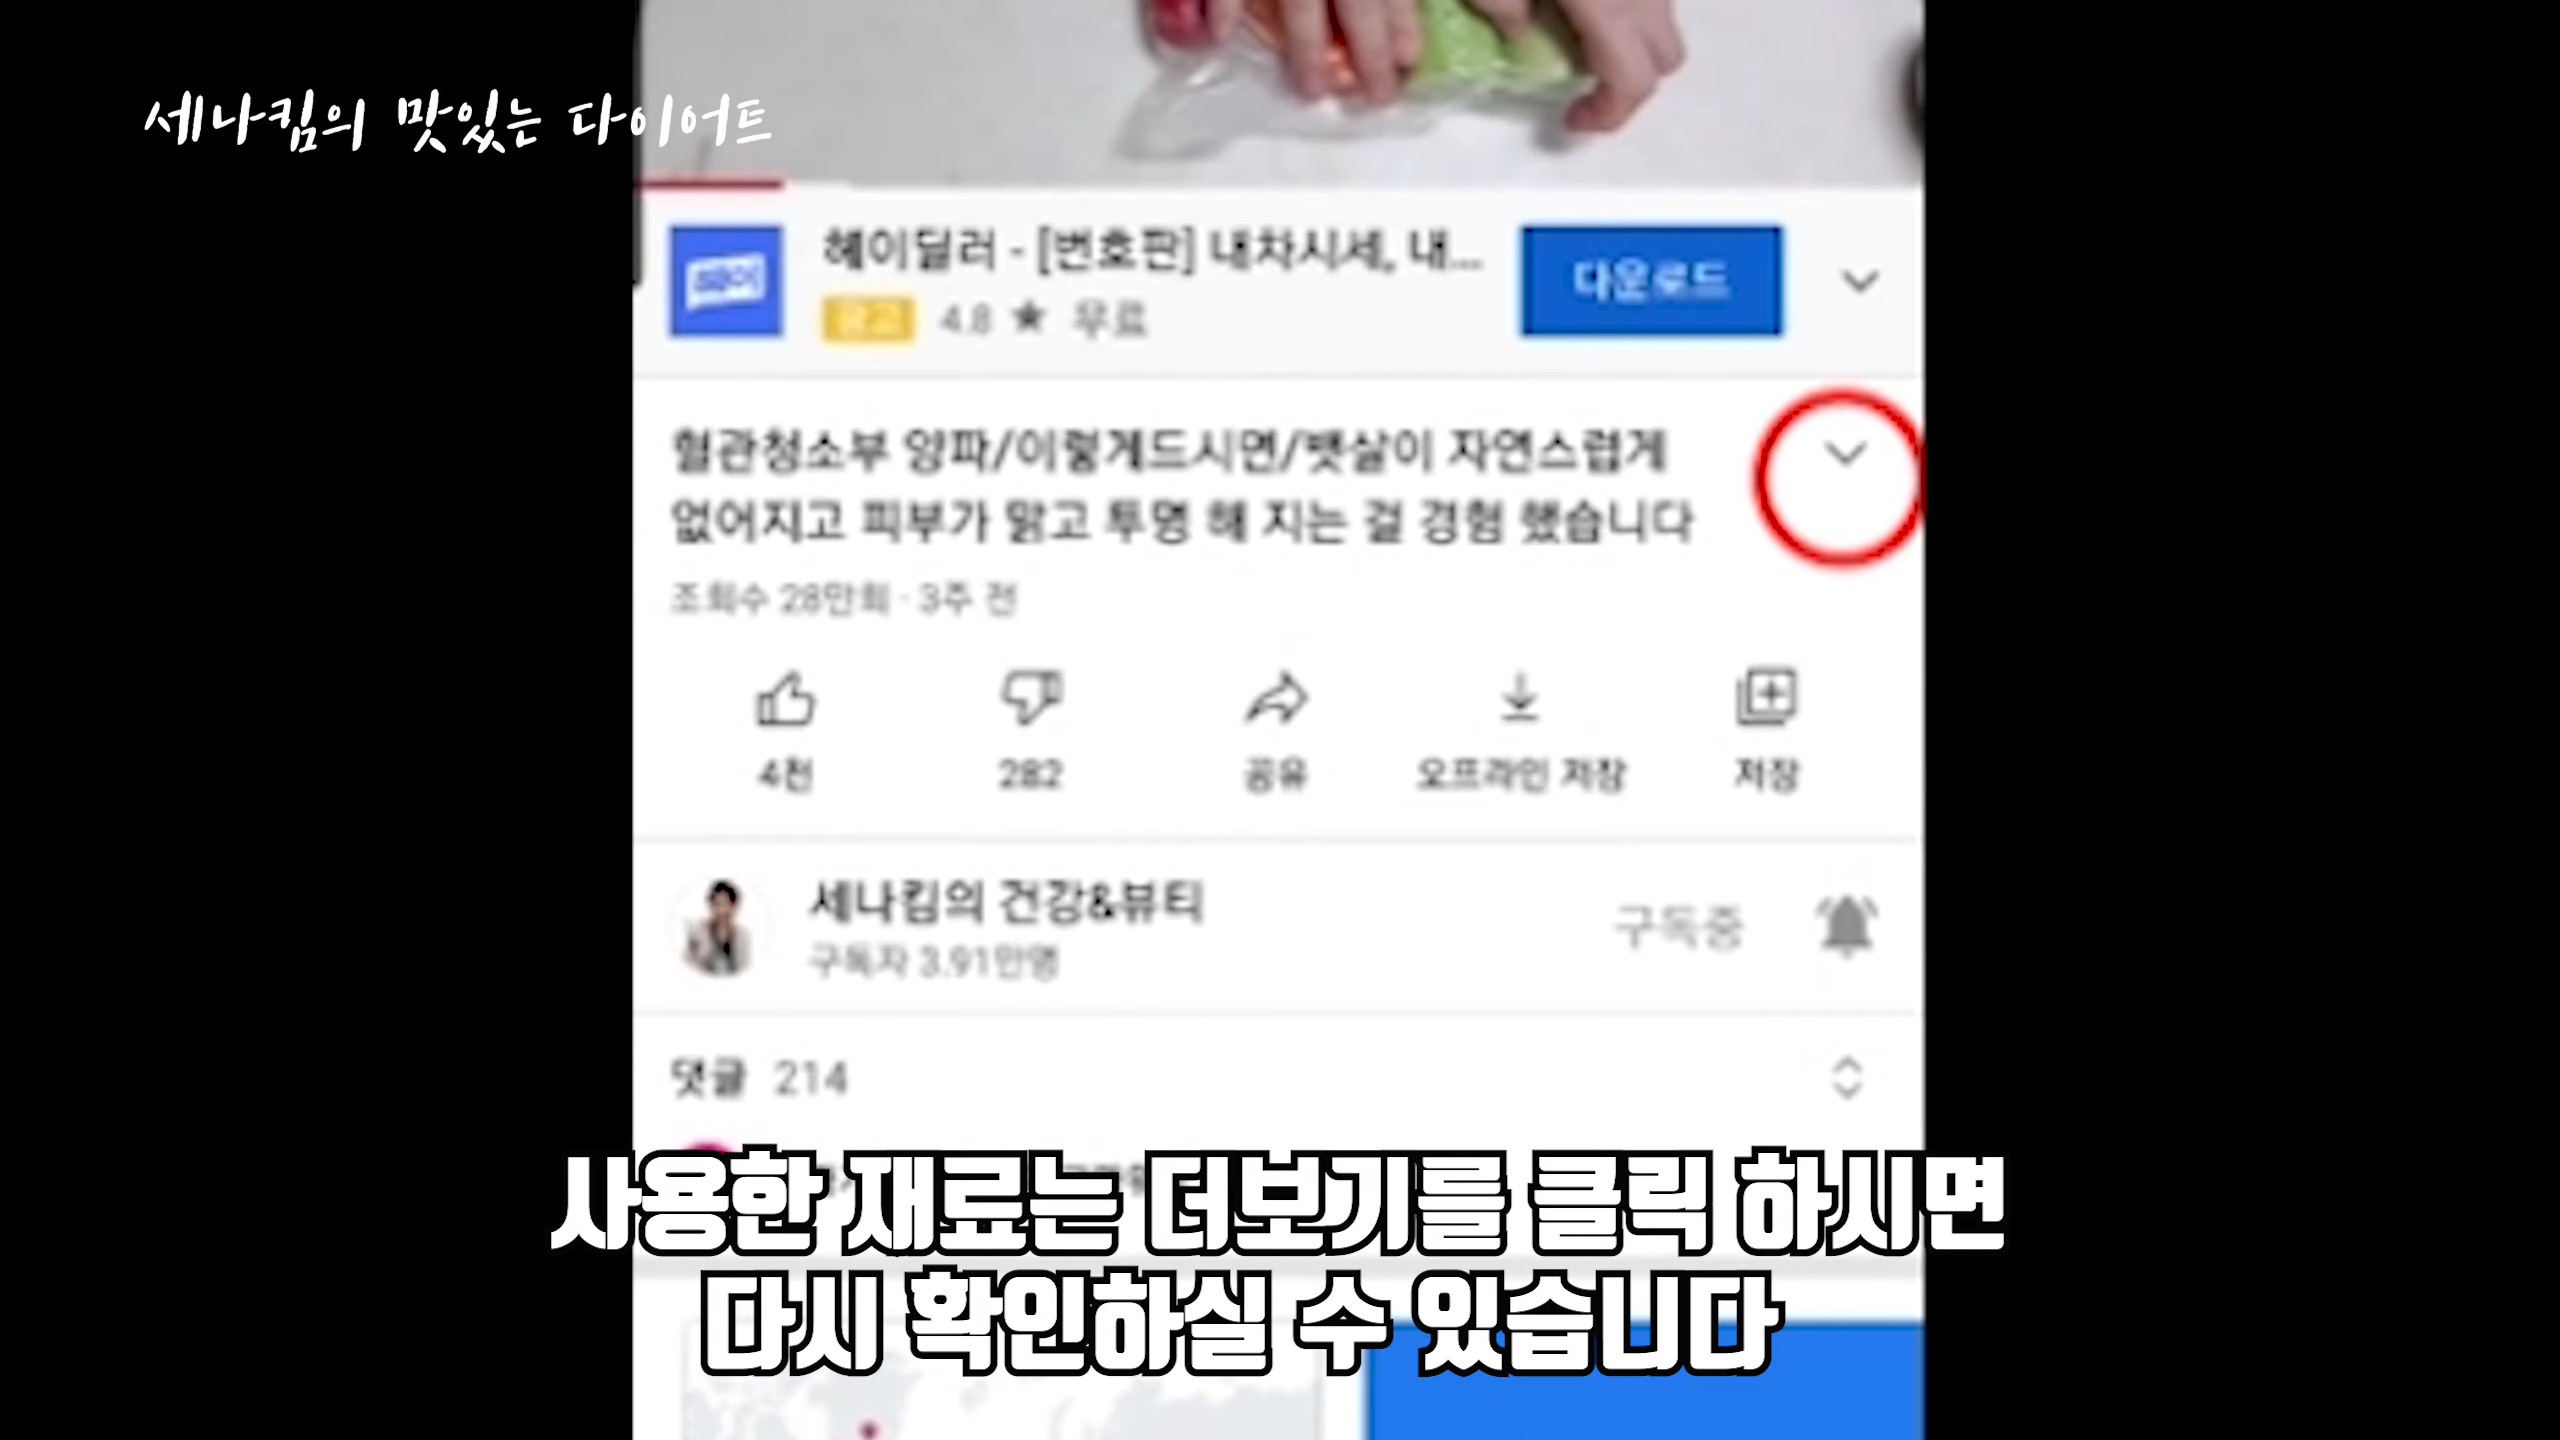 세나킴의 맛있는 다이어트
헤이
헤이딜러 - [번호판] 내차시세, 내...
광고 4.8 ★ 무료
다운로드
혈관청소부 양파/이렇게드시면/뱃살이 자연스럽게
없어지고 피부가 맑고 투명 해 지는 걸 경험 했습니다
조회수 28만회 · 3주 전
4천
282
공유
오프라인 저장
저장
세나킴의 건강&뷰티
구독자 3.91만명
구독중
댓글 214
사용한 재료는 더보기를 클릭 하시면
다시 확인하실 수 있습니다